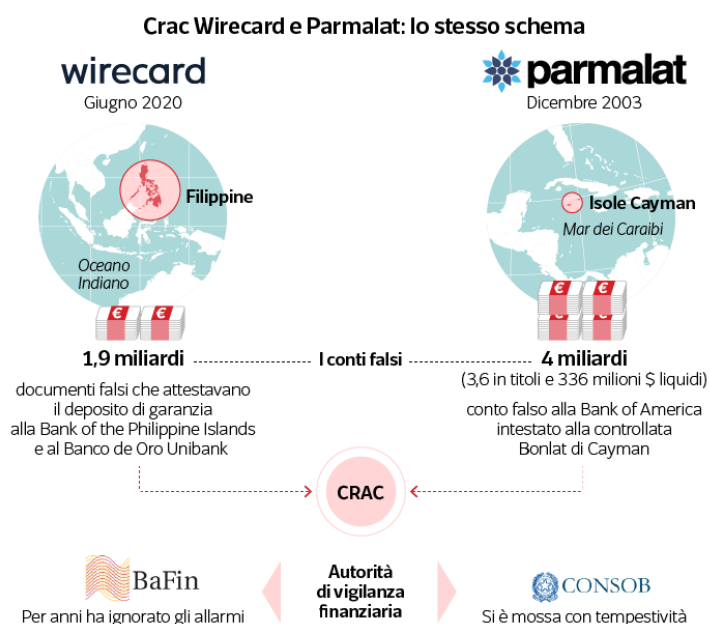 Crac Wirecard e Parmalat: lo stesso schema
wirecard
Giugno 2020
Filippine
Oceano
Indiano
€ €
1,9 miliardi
documenti falsi che attestavano
il deposito di garanzia
alla Bank of the Philippine Islands
e al Banco de Oro Unibank
parmalat
Dicembre 2003
Isole Cayman
Mar dei Caraibi
€ €
€ €
I conti falsi
4 miliardi
(3,6 in titoli e 336 milioni $ liquidi)
conto falso alla Bank of America
intestato alla controllata
Bonlat di Cayman
CRAC
BaFin
Per anni ha ignorato gli allarmi
Autorità
di vigilanza
finanziaria
CONSOB
Si è mossa con tempestività